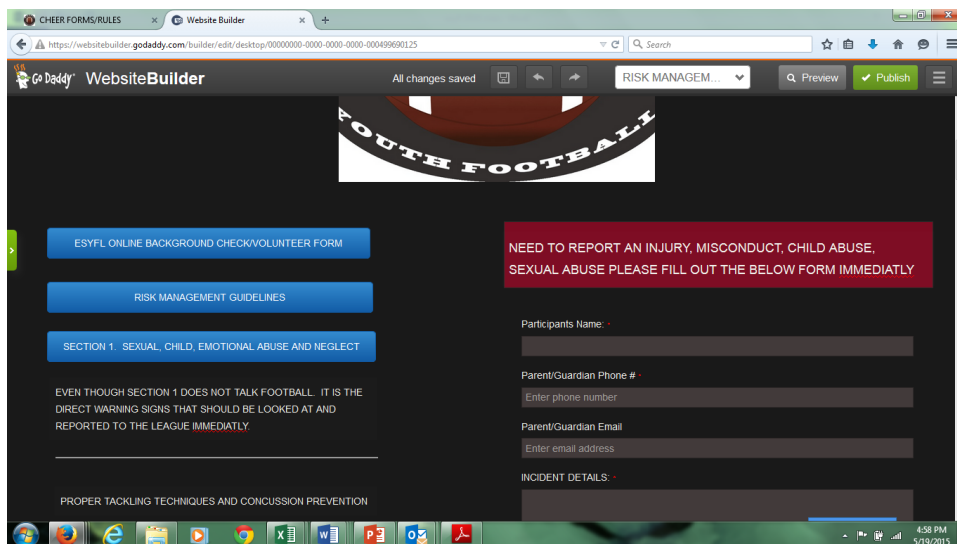 CHEER FORMS/RULES
Website Builder
https://websitebuilder.godaddy.com/builder/edit/desktop/00000000-0000-0000-0000-000499690125
Search
Go Daddy WebsiteBuilder
All changes saved
RISK MANAGEM...
Preview
Publish
YOUTH FOOTBALL
ESYFL ONLINE BACKGROUND CHECK/VOLUNTEER FORM
RISK MANAGEMENT GUIDELINES
SECTION 1. SEXUAL, CHILD, EMOTIONAL ABUSE AND NEGLECT
EVEN THOUGH SECTION 1 DOES NOT TALK FOOTBALL. IT IS THE
DIRECT WARNING SIGNS THAT SHOULD BE LOOKED AT AND
REPORTED TO THE LEAGUE IMMEDIATLY.
PROPER TACKLING TECHNIQUES AND CONCUSSION PREVENTION
NEED TO REPORT AN INJURY, MISCONDUCT, CHILD ABUSE,
SEXUAL ABUSE PLEASE FILL OUT THE BELOW FORM IMMEDIATLY
Participants Name: *
Parent/Guardian Phone # *
Enter phone number
Parent/Guardian Email
Enter email address
INCIDENT DETAILS: *
4:58 PM
5/19/2015